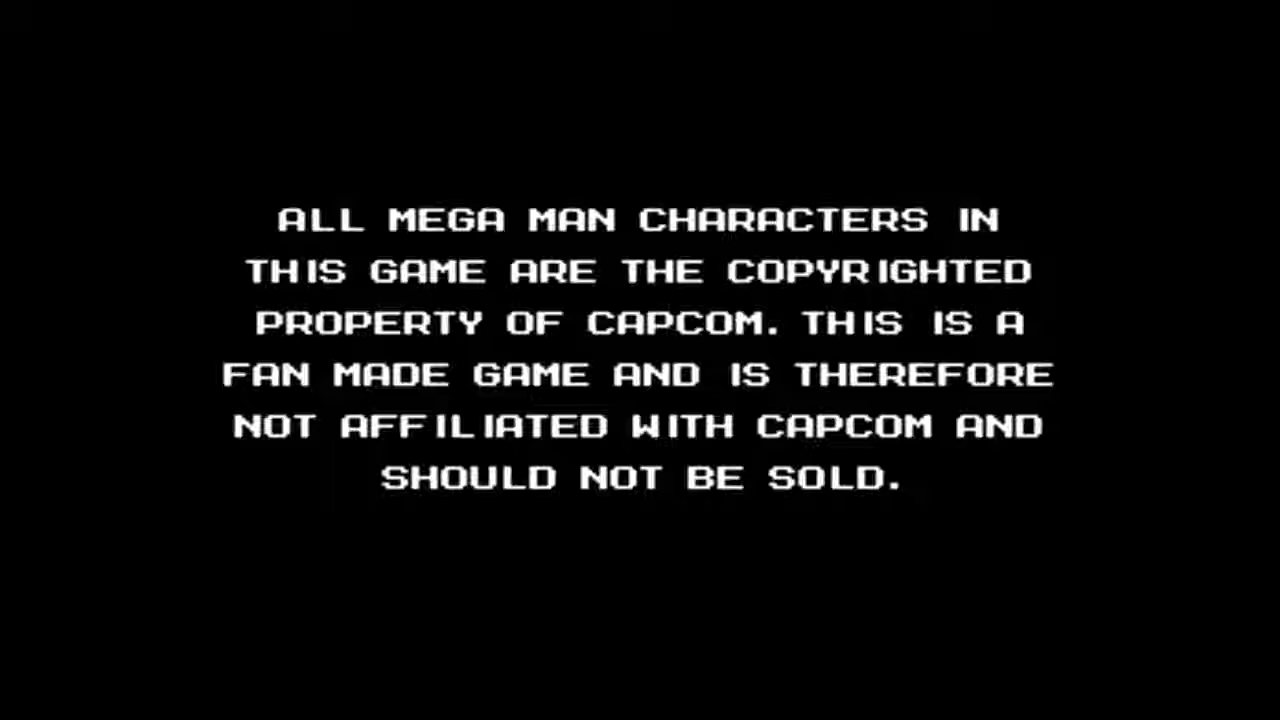 ALL MEGA MAN CHARACTERS IN
THIS GAME ARE THE COPYRIGHTED
PROPERTY OF CAPCOM. THIS IS A
FAN MADE GAME AND IS THEREFORE
NOT AFFILIATED WITH CAPCOM AND
SHOULD NOT BE SOLD.